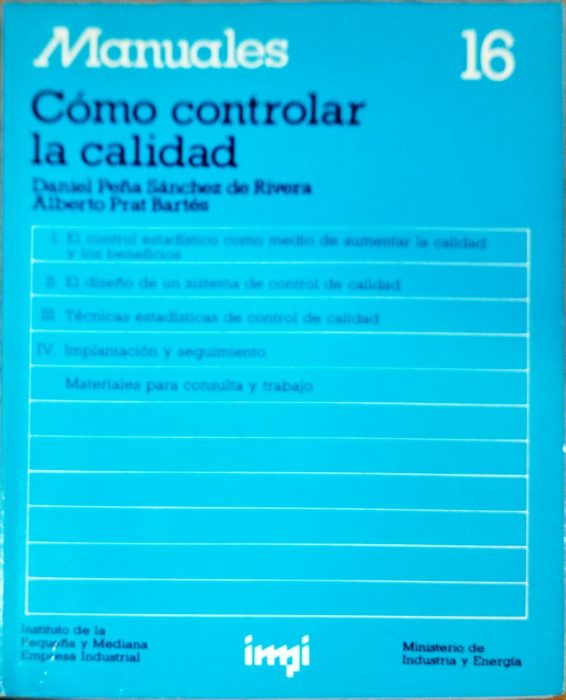 Manuales
16
Cómo controlar
la calidad
Daniel Peña Sánchez de Rivera
Alberto Prat Bartés
I. El control estadístico como medio de aumentar la calidad
y los beneficios
II. El diseño de un sistema de control de calidad
III. Técnicas estadísticas de control de calidad
IV. Implantación y seguimiento
Materiales para consulta y trabajo
Instituto de la
Pequeña y Mediana
Empresa Industrial
impi
Ministerio de
Industria y Energía